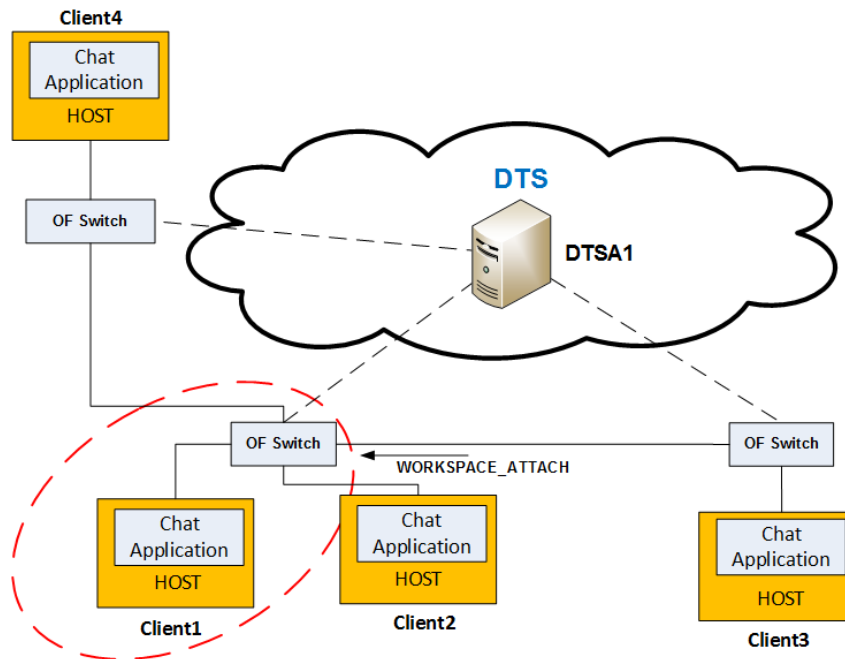 Client4
Chat
Application
HOST
OF Switch
DTS
DTSA1
OF Switch
WORKSPACE_ATTACH
OF Switch
Chat
Application
HOST
Client1
Chat
Application
HOST
Client2
Chat
Application
HOST
Client3